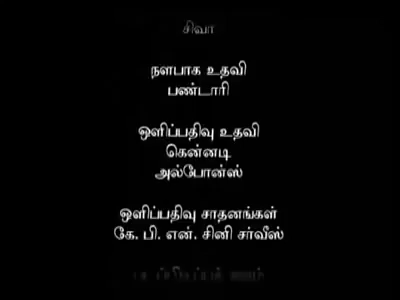 சிவா
நளபாக உதவி
பண்டாரி
ஒளிப்பதிவு உதவி
கென்னடி
அல்போன்ஸ்
ஒளிப்பதிவு சாதனங்கள்
கே. பி. என். சினி சர்வீஸ்